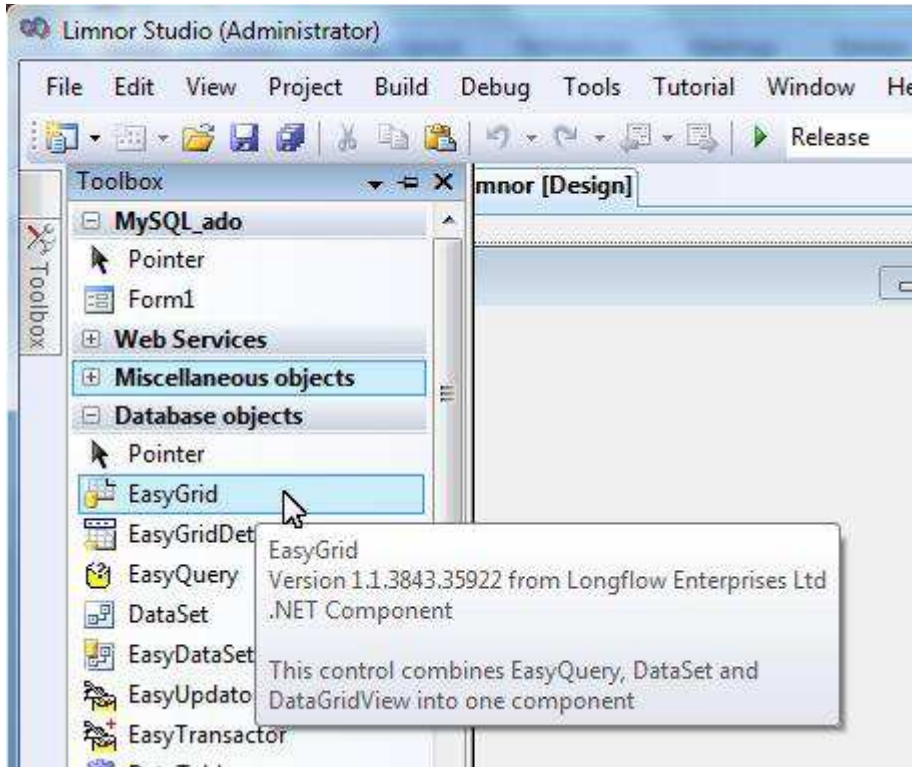 Limnor Studio (Administrator)
File Edit View Project Build Debug Tools Tutorial Window He
Release
Toolbox
mnor [Design]
Toolbox
MySQL_ado
Pointer
Form1
Web Services
Miscellaneous objects
Database objects
Pointer
EasyGrid
EasyGridDet
EasyQuery
DataSet
EasyDataSet
EasyUpdato
EasyTransactor
EasyGrid
Version 1.1.3843.35922 from Longflow Enterprises Ltd
.NET Component
This control combines EasyQuery, DataSet and
DataGridView into one component